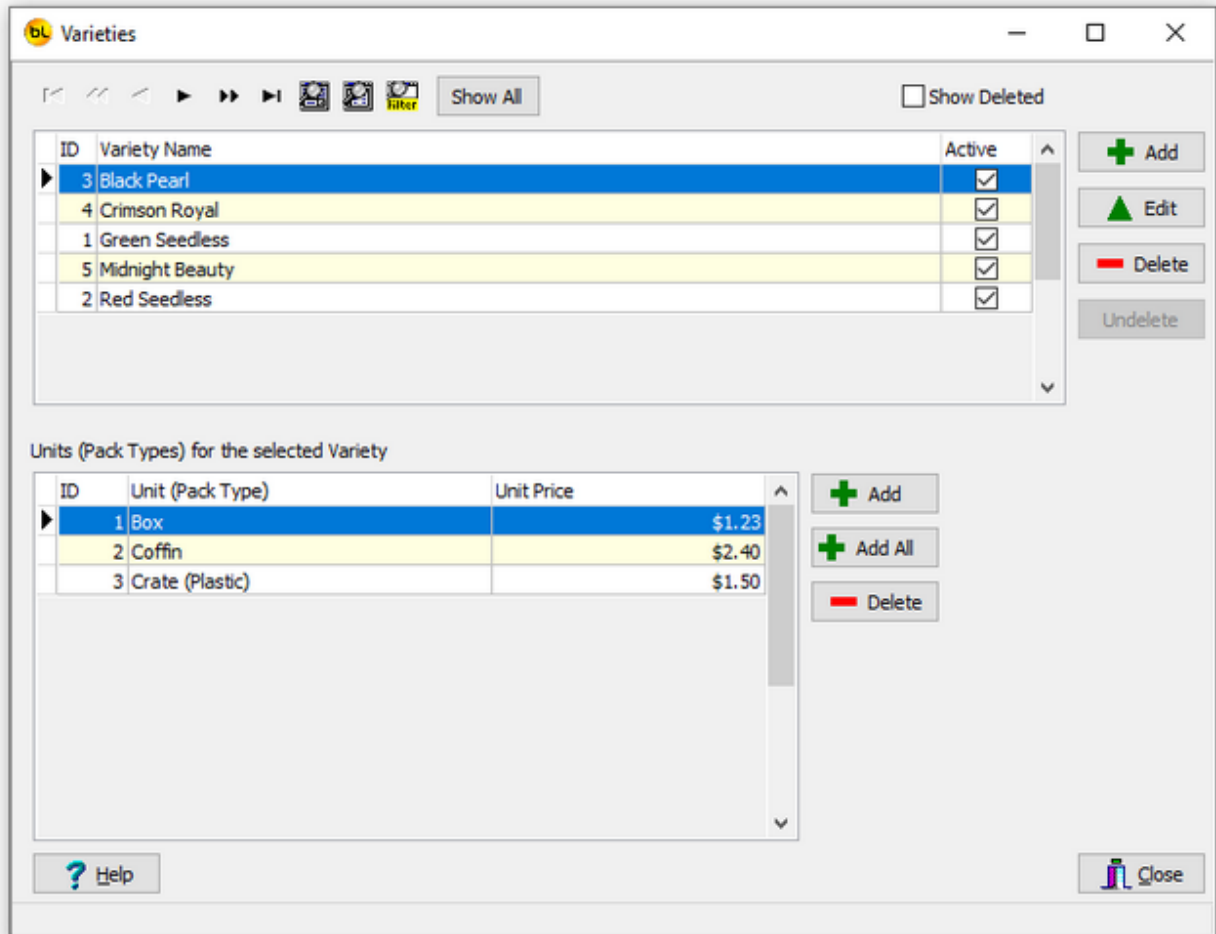 bL Varieties
Show All Show Deleted
ID Variety Name Active
3 Black Pearl
4 Crimson Royal
1 Green Seedless
5 Midnight Beauty
2 Red Seedless
Add
Edit
Delete
Undelete
Units (Pack Types) for the selected Variety
ID Unit (Pack Type) Unit Price
1 Box $1.23
2 Coffin $2.40
3 Crate (Plastic) $1.50
Add
Add All
Delete
Help
Close